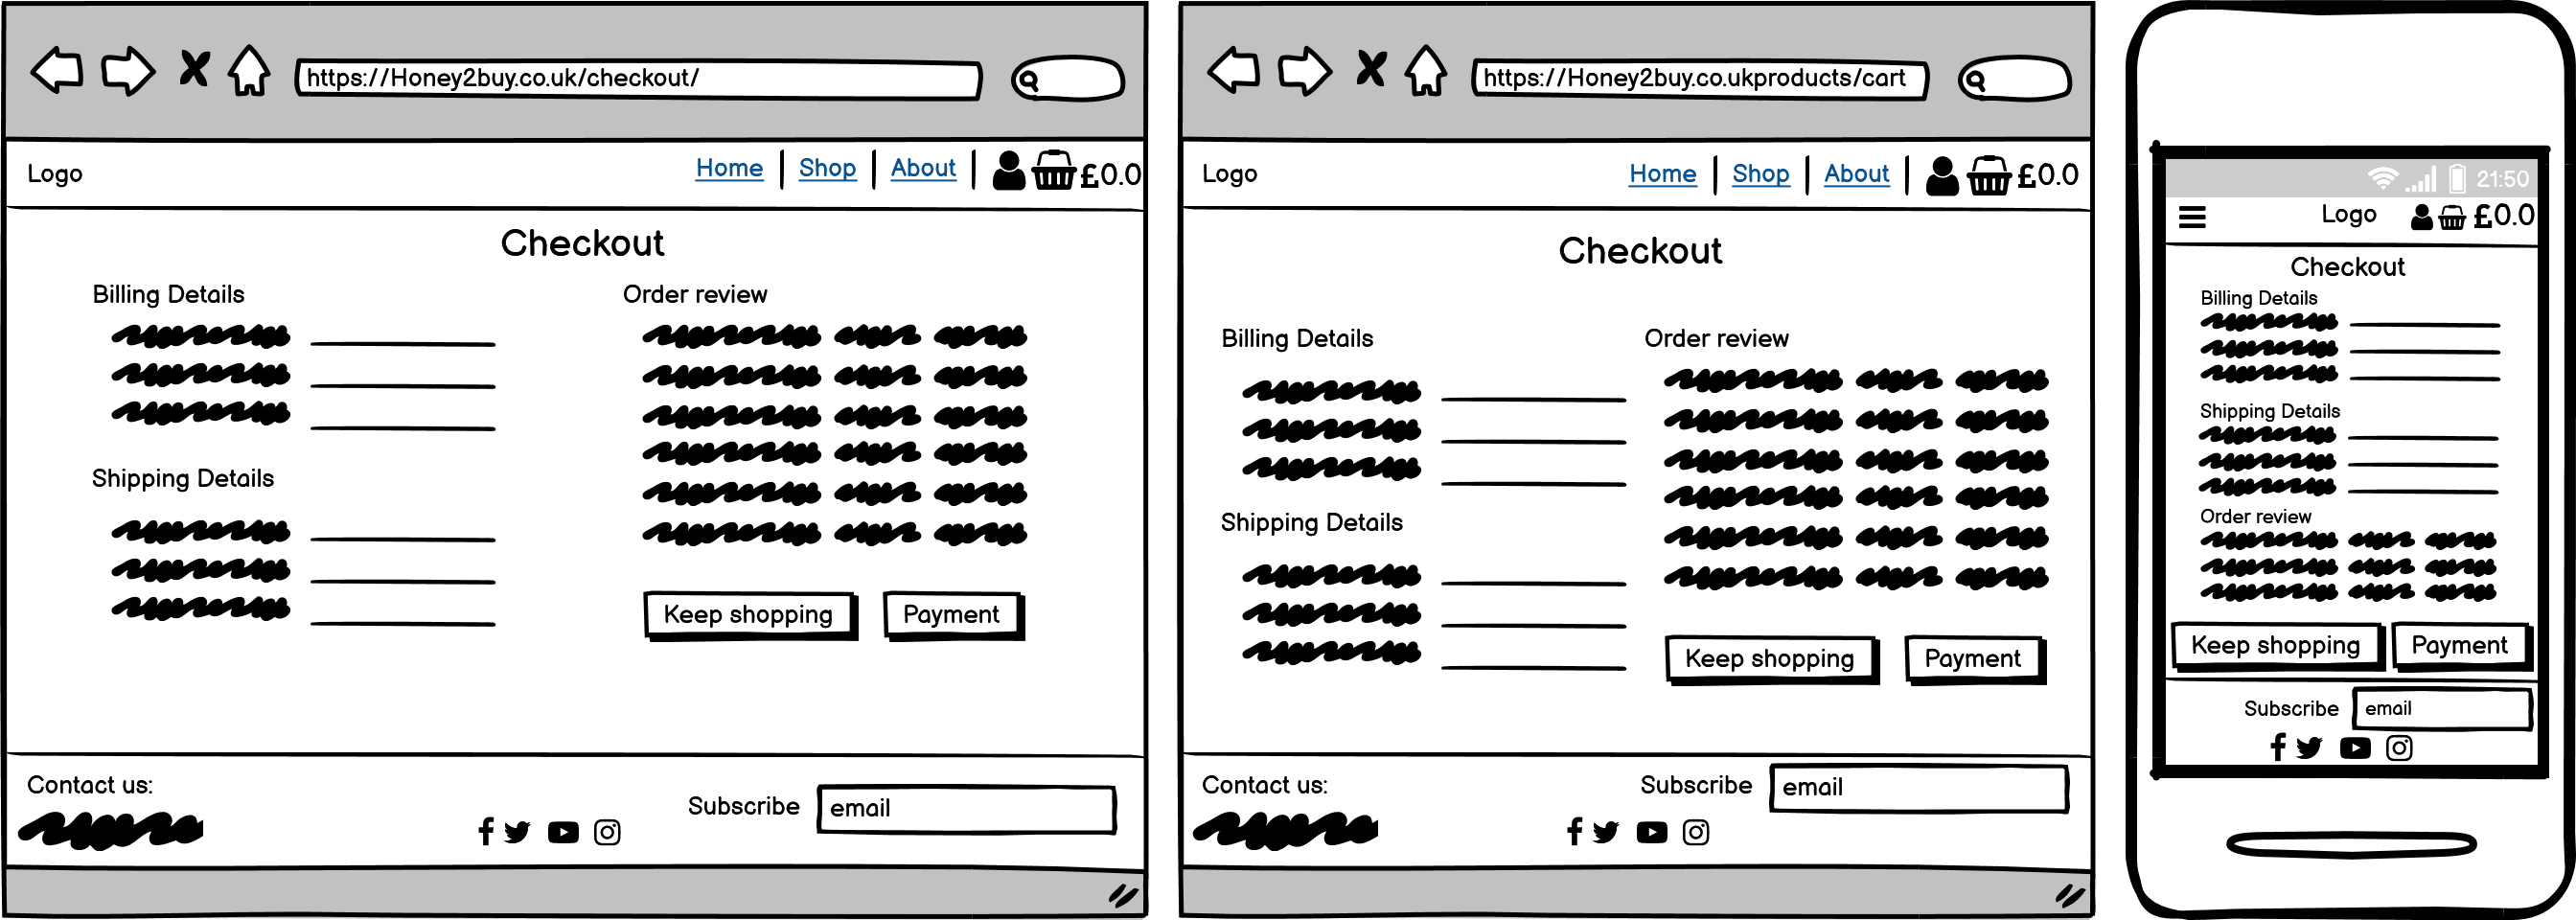 https://Honey2buy.co.uk/checkout/
Logo
Home | Shop | About | £0.0
Checkout
Billing Details
Shipping Details
Order review
Keep shopping
Payment
Contact us:
Subscribe
email
https://Honey2buy.co.ukproducts/cart
Logo
Home | Shop | About | £0.0
Checkout
Billing Details
Shipping Details
Order review
Keep shopping
Payment
Contact us:
Subscribe
email
21:50
Logo
£0.0
Checkout
Billing Details
Shipping Details
Order review
Keep shopping
Payment
Subscribe
email